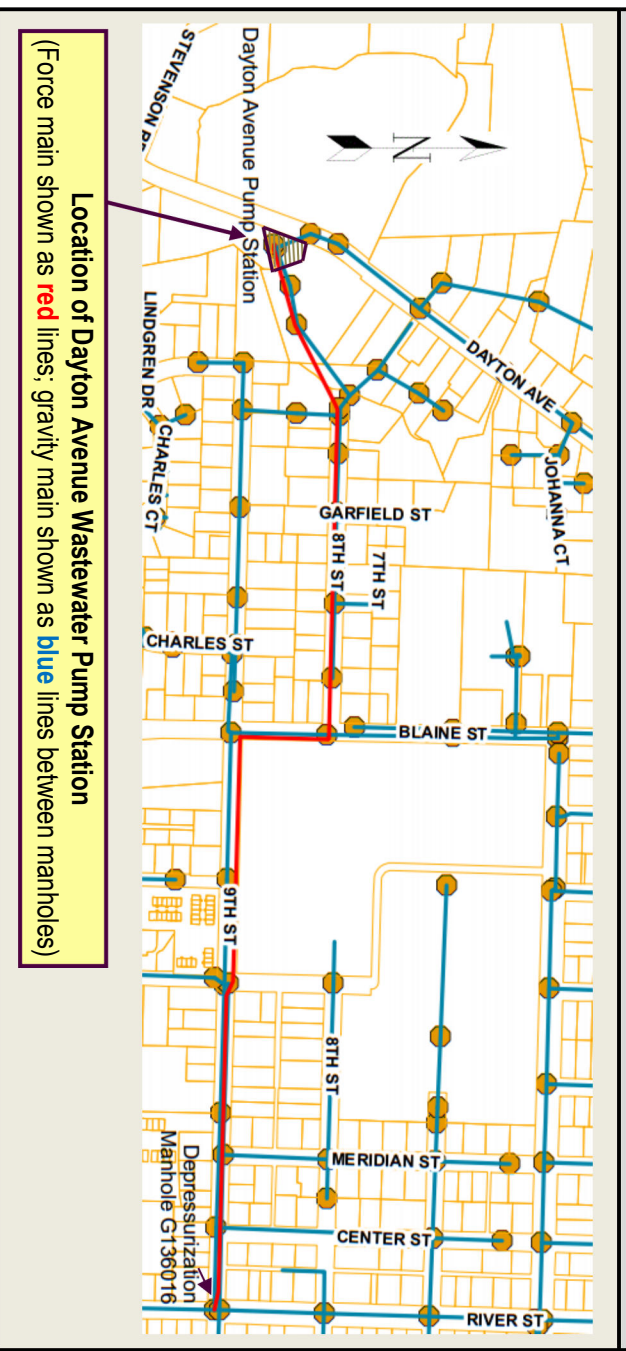 Location of Dayton Avenue Wastewater Pump Station
(Force main shown as red lines; gravity main shown as blue lines between manholes)
N
Dayton Avenue Pump Station
DAYTON AVE
JOHANNA CT
LINDGREN DR
CHARLES CT
GARFIELD ST
7TH ST
8TH ST
CHARLES ST
BLAINE ST
9TH ST
8TH ST
MERIDIAN ST
CENTER ST
RIVER ST
Depressurization
Manhole G136016
STEVENSON